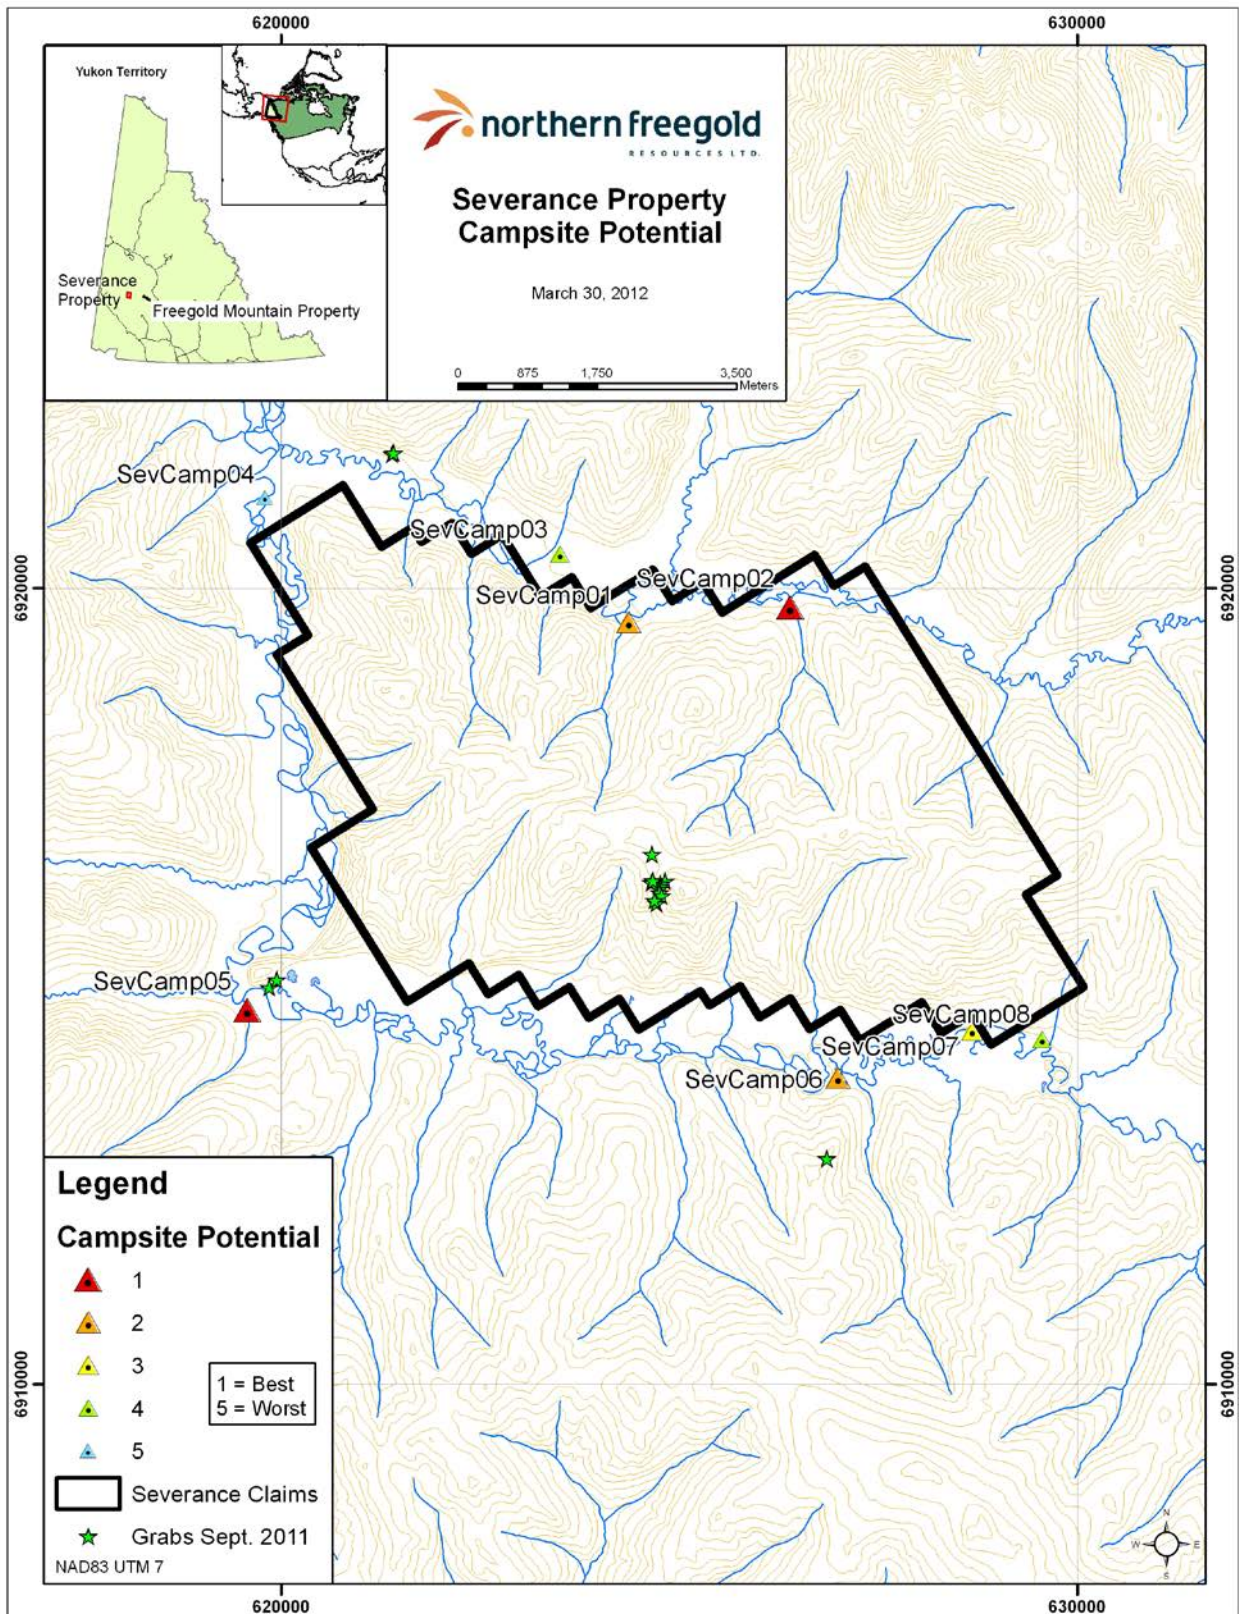 620000
630000
Yukon Territory
Severance
Property
Freegold Mountain Property
northern freegold
RESOURCES LTD.
Severance Property
Campsite Potential
March 30, 2012
0 875 1,750 3,500
Meters
SevCamp04
SevCamp03
SevCamp02
SevCamp01
6920000
6920000
SevCamp05
SevCamp08
SevCamp07
SevCamp06
Legend
Campsite Potential
1
2
3
4
5
1 = Best
5 = Worst
Severance Claims
Grabs Sept. 2011
NAD83 UTM 7
6910000
6910000
N
W E
S
620000
630000